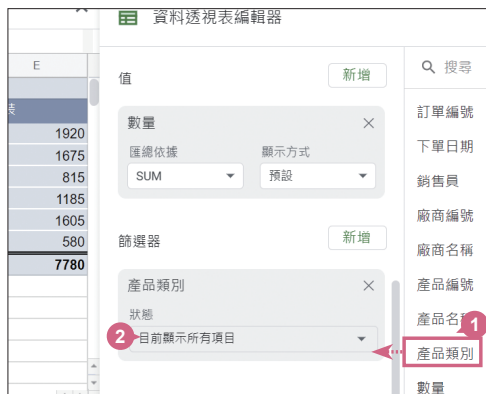 資料透視表編輯器
E
值
新增
搜尋
數量
匯總依據
顯示方式
SUM
預設
1920
1675
815
1185
1605
580
7780
篩選器
新增
產品類別
狀態
2
目前顯示所有項目
訂單編號
下單日期
銷售員
廠商編號
廠商名稱
產品編號
產品名
1
產品類別
數量